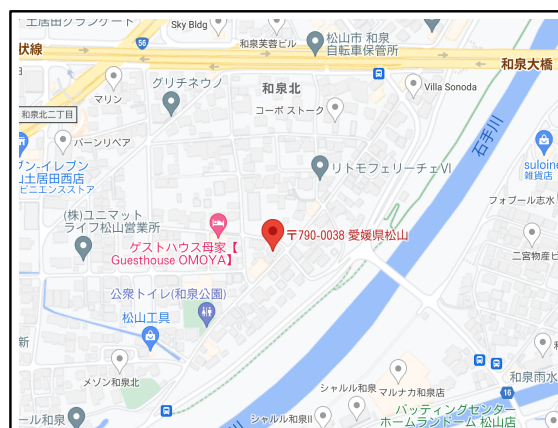 土居田グランゲート
Sky Bldg
伏線
56
和泉芙蓉ビル
松山市 和泉
自転車保管所
和泉大橋
マリン
グリチネウノ
和泉北
Villa Sonoda
コーポ ストーク
和泉北二丁目
バーンリペア
石手川
ブン-イレブン
山土居田西店
ビニエンスストア
リトモフェリーチェⅥ
suloine
雑貨店
フォーブル志水
(株)ユニマット
ライフ松山営業所
ゲストハウス母家【
Guesthouse OMOYA】
〒790-0038 愛媛県松山
二宮物産ビ
公衆トイレ(和泉公園)
松山工具
新
メゾン和泉北
和
和泉雨水
シャルル和泉
マルナカ和泉店
16
ール和泉
シャルル和泉II
バッティングセンター
ホームランドーム 松山店
川